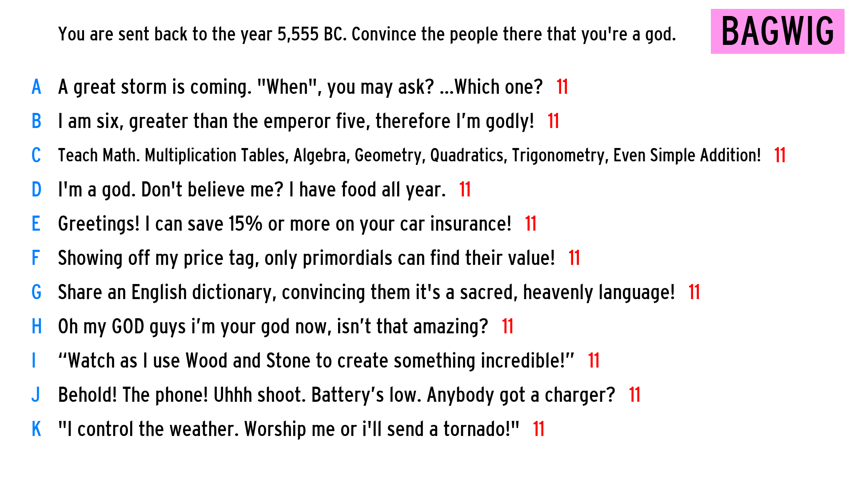 You are sent back to the year 5,555 BC. Convince the people there that you're a god.
BAGWIG
A A great storm is coming. "When", you may ask? ...Which one? 11
B I am six, greater than the emperor five, therefore I’m godly! 11
C Teach Math. Multiplication Tables, Algebra, Geometry, Quadratics, Trigonometry, Even Simple Addition! 11
D I'm a god. Don't believe me? I have food all year. 11
E Greetings! I can save 15% or more on your car insurance! 11
F Showing off my price tag, only primordials can find their value! 11
G Share an English dictionary, convincing them it's a sacred, heavenly language! 11
H Oh my GOD guys i’m your god now, isn’t that amazing? 11
I “Watch as I use Wood and Stone to create something incredible!” 11
J Behold! The phone! Uhhh shoot. Battery’s low. Anybody got a charger? 11
K "I control the weather. Worship me or i'll send a tornado!" 11